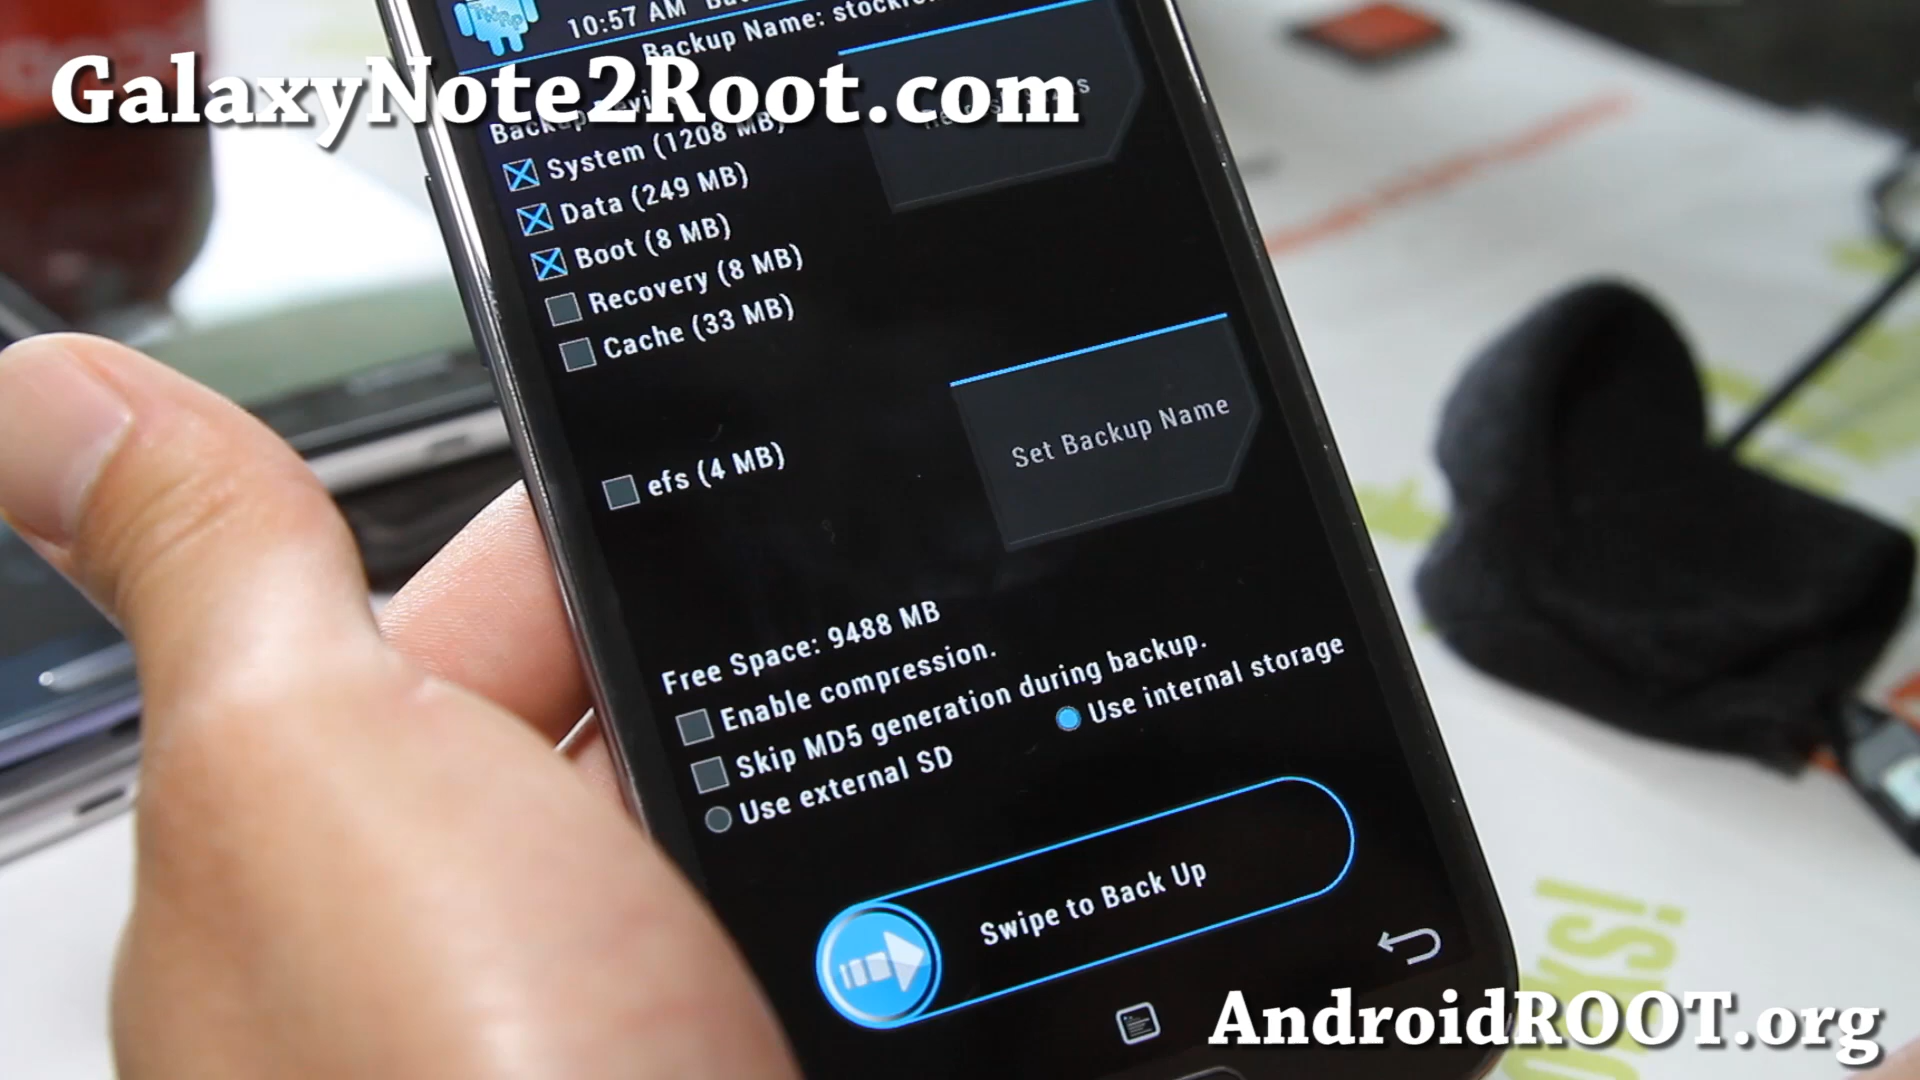 TWRP
10:57 AM
Backup Name:
GalaxyNote2Root.com
System (1208 MB)
Data (249 MB)
Boot (8 MB)
Recovery (8 MB)
Cache (33 MB)
Set Backup Name
efs (4 MB)
Free Space: 9488 MB
Enable compression.
Skip MD5 generation during backup.
Use external SD
Use internal storage
Swipe to Back Up
AndroidROOT.org